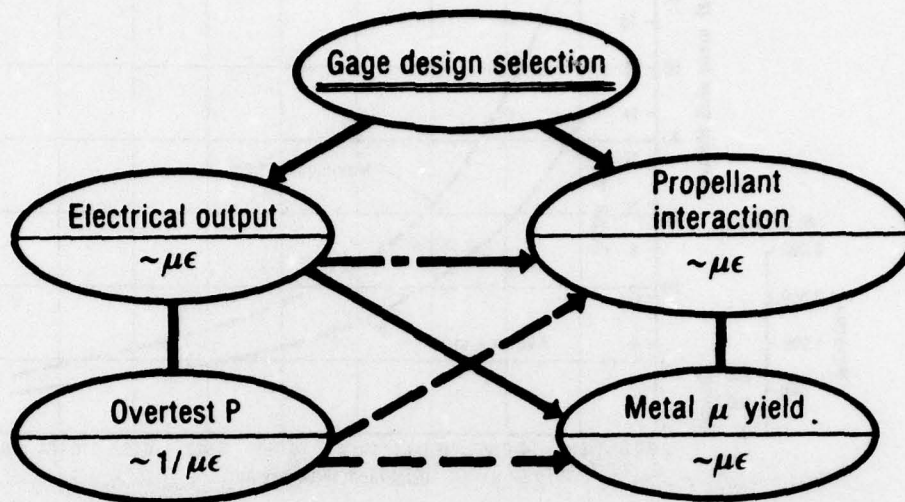 Gage design selection
Electrical output
~με
Propellant
interaction
~με
Overtest P
~1/με
Metal μ yield
~με